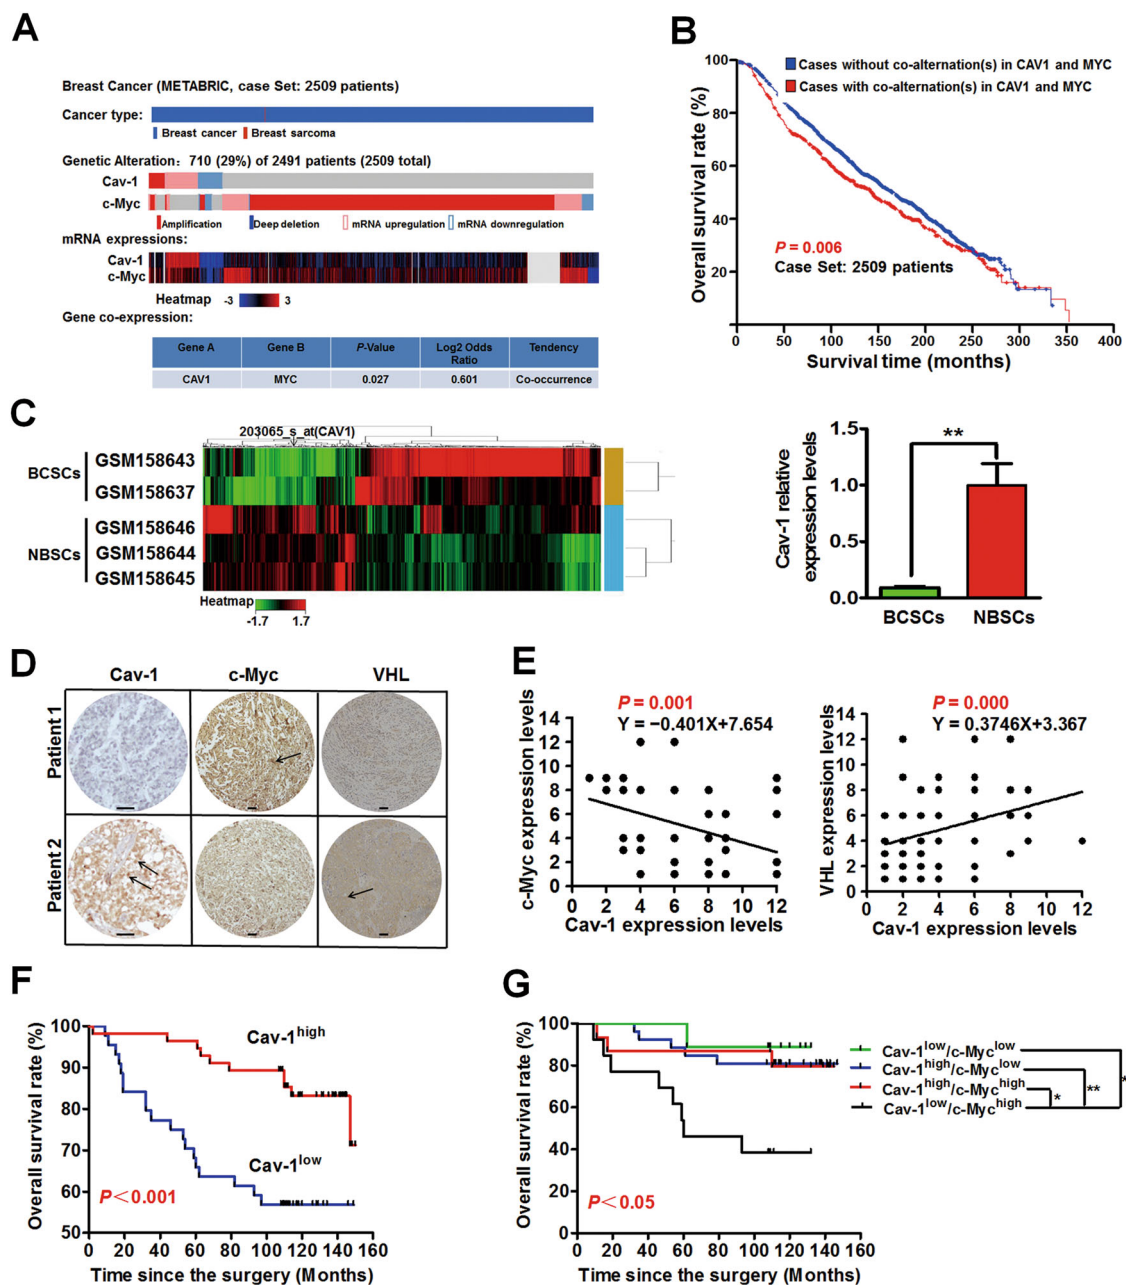 A
Breast Cancer (METABRIC, case Set: 2509 patients)
Cancer type:
Breast cancer Breast sarcoma
Genetic Alteration: 710 (29%) of 2491 patients (2509 total)
Cav-1
c-Myc
Amplification Deep deletion mRNA upregulation mRNA downregulation
mRNA expressions:
Cav-1
c-Myc
Heatmap -3 3
Gene co-expression:
Gene A Gene B P-Value Log2 Odds Ratio Tendency
CAV1 MYC 0.027 0.601 Co-occurrence
B
Overall survival rate (%)
100
80
60
40
20
Cases without co-alternation(s) in CAV1 and MYC
Cases with co-alternation(s) in CAV1 and MYC
P = 0.006
Case Set: 2509 patients
0 50 100 150 200 250 300 350 400
Survival time (months)
C
203065_s_at(CAV1)
BCSCs
GSM158643
GSM158637
NBSCs
GSM158646
GSM158644
GSM158645
Heatmap
-1.7 1.7
Cav-1 relative
expression levels
1.5
1.0
0.5
0.0
**
BCSCs NBSCs
D
Cav-1 c-Myc VHL
Patient 1
Patient 2
E
P = 0.001
Y = −0.401X+7.654
c-Myc expression levels
14
12
10
8
6
4
2
0
0 2 4 6 8 10 12
Cav-1 expression levels
P = 0.000
Y = 0.3746X+3.367
VHL expression levels
14
12
10
8
6
4
2
0
0 2 4 6 8 10 12
Cav-1 expression levels
F
Overall survival rate (%)
100
90
80
70
60
50
Cav-1high
Cav-1low
P<0.001
0 20 40 60 80 100 120 140 160
Time since the surgery (Months)
G
Overall survival rate (%)
100
80
60
40
20
0
P<0.05
0 20 40 60 80 100 120 140 160
Time since the surgery (Months)
Cav-1low/c-Myclow
Cav-1high/c-Myclow
Cav-1high/c-Mychigh
Cav-1low/c-Mychigh
*
**